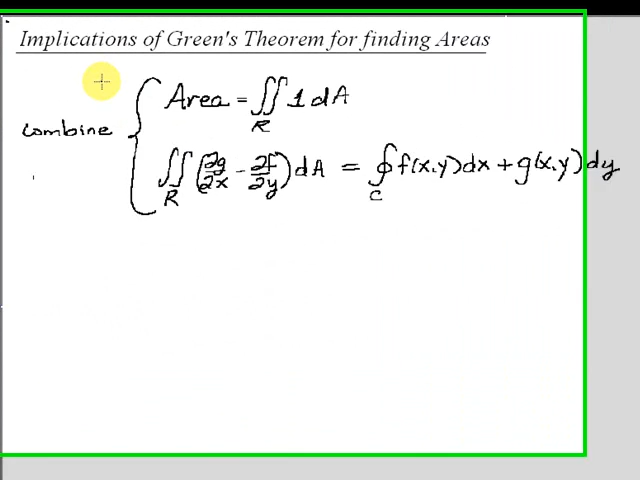 Implications of Green's Theorem for finding Areas
Area = ∬_R 1 dA
combine
∬_R (∂g/∂x - ∂f/∂y) dA = ∮_C f(x,y)dx + g(x,y)dy